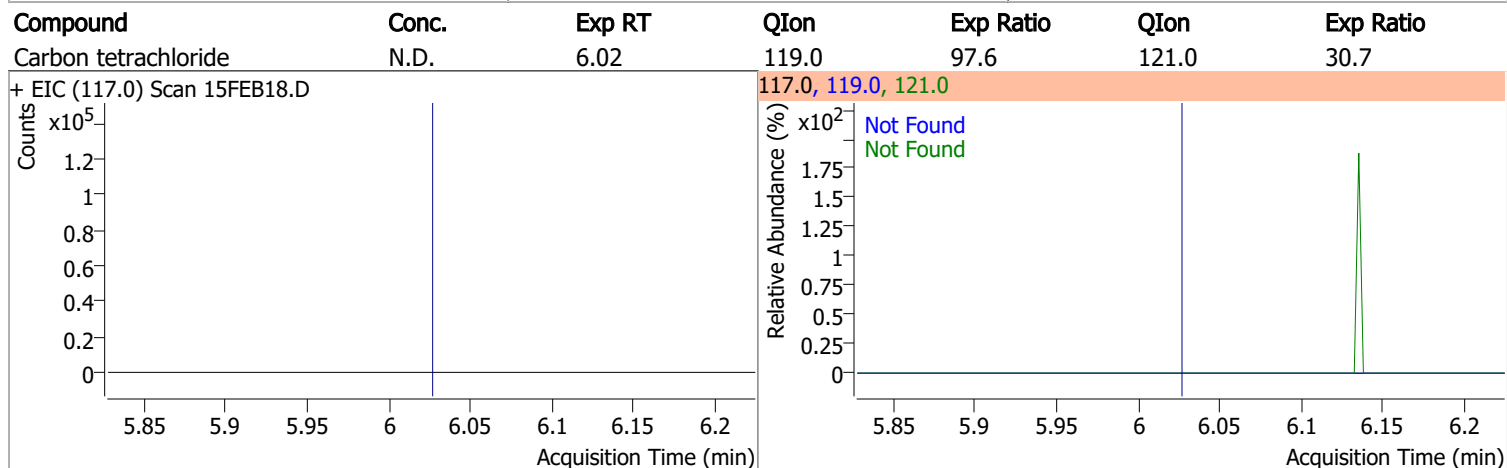 Compound Conc. Exp RT QIon Exp Ratio QIon Exp Ratio
Carbon tetrachloride N.D. 6.02 119.0 97.6 121.0 30.7
+ EIC (117.0) Scan 15FEB18.D
Counts
x10^5
1.2
1
0.8
0.6
0.4
0.2
0
5.85 5.9 5.95 6 6.05 6.1 6.15 6.2
Acquisition Time (min)
117.0, 119.0, 121.0
Relative Abundance (%)
x10^2
Not Found
Not Found
1.75
1.5
1.25
1
0.75
0.5
0.25
0
5.85 5.9 5.95 6 6.05 6.1 6.15 6.2
Acquisition Time (min)